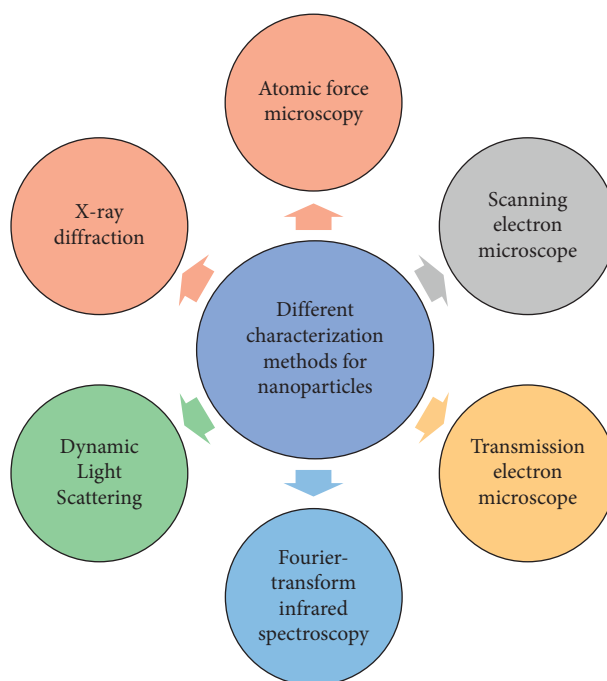 Atomic force
microscopy
X-ray
diffraction
Scanning
electron
microscope
Different
characterization
methods for
nanoparticles
Dynamic
Light
Scattering
Transmission
electron
microscope
Fourier-
transform
infrared
spectroscopy